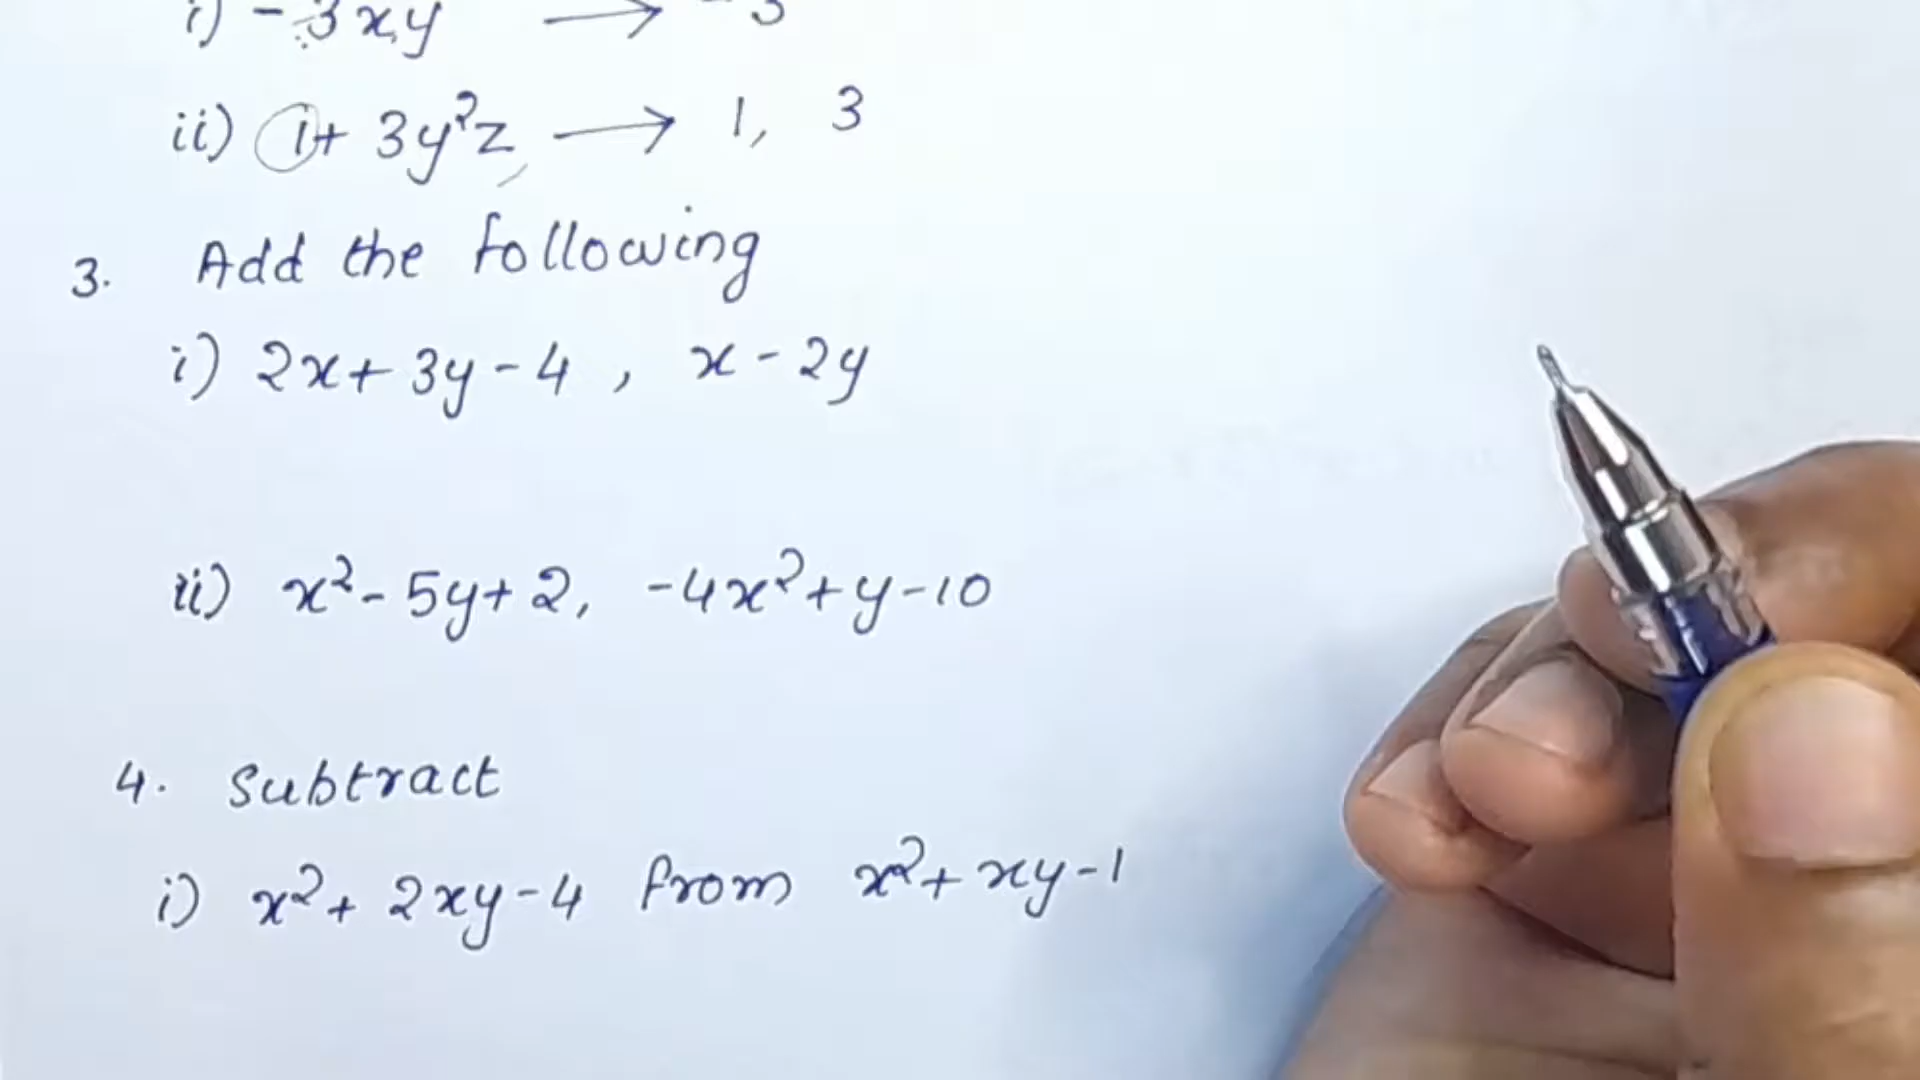 i) -3xy → -3
ii) 1+ 3y²z → 1, 3
3. Add the following
i) 2x+ 3y-4 , x-2y
ii) x²-5y+2, -4x²+y-10
4. Subtract
i) x²+ 2xy-4 from x²+xy-1